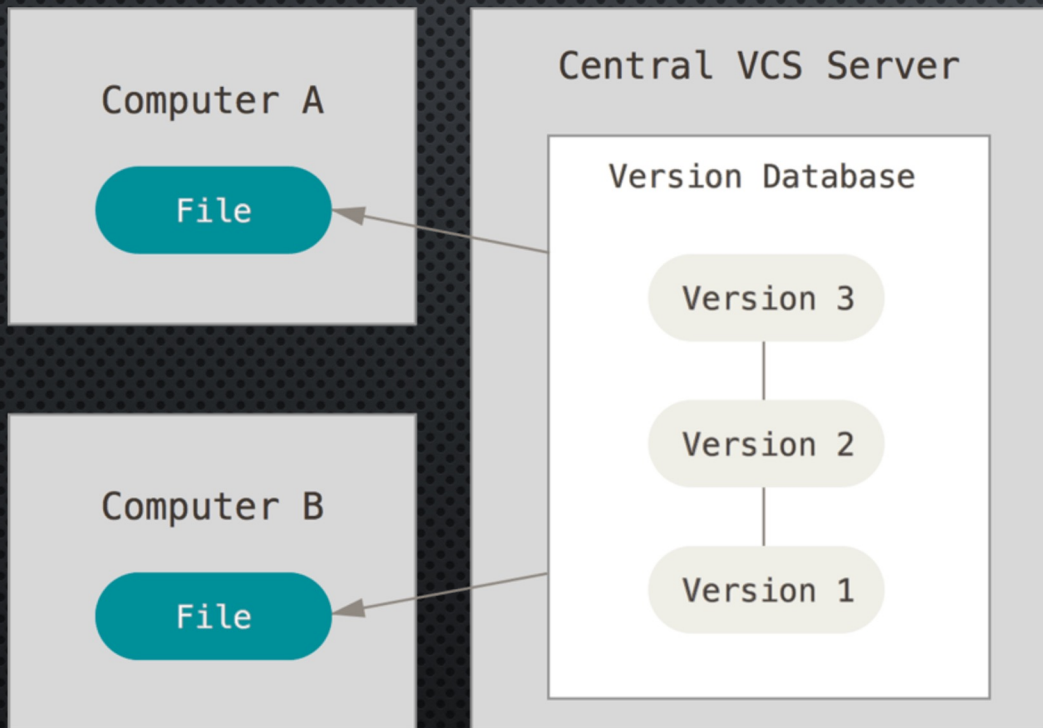 Computer A
File
Computer B
File
Central VCS Server
Version Database
Version 3
Version 2
Version 1